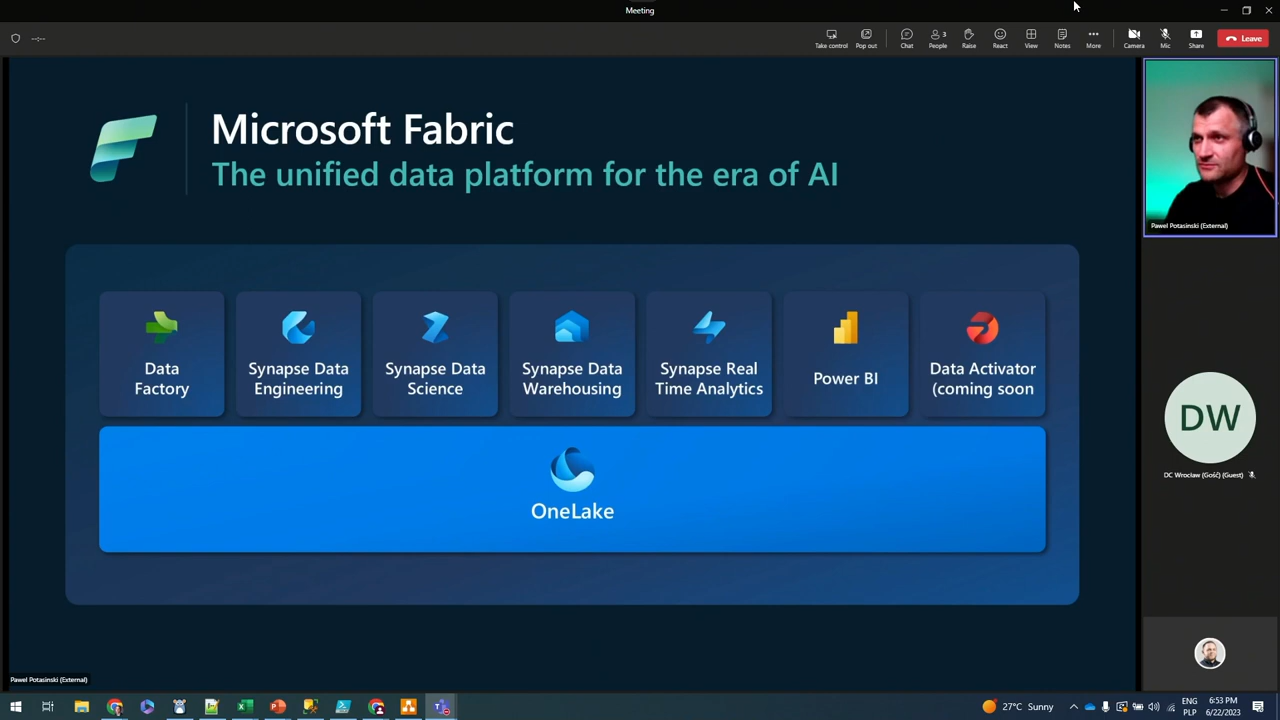 Meeting
-:--
Take control
Pop out
Chat
3
People
Raise
React
View
Notes
More
Camera
Mic
Share
Leave
Microsoft Fabric
The unified data platform for the era of AI
Data
Factory
Synapse Data
Engineering
Synapse Data
Science
Synapse Data
Warehousing
Synapse Real
Time Analytics
Power BI
Data Activator
(coming soon
OneLake
Pawel Potasinski (External)
DW
DC Wrocław (Gość) (Guest)
Pawel Potasinski (External)
27°C Sunny
ENG
PLP
6:53 PM
6/22/2023